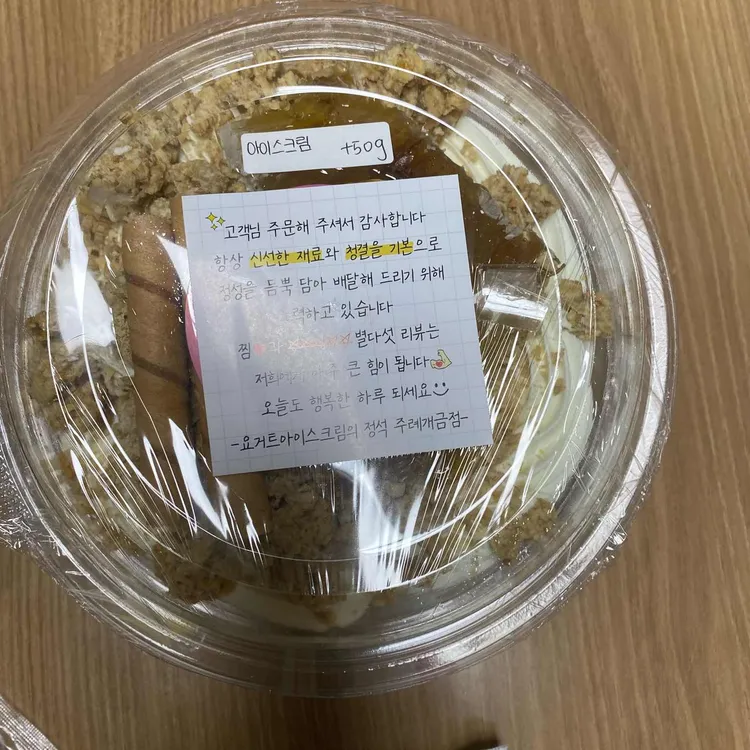 아이스크림 +50g
고객님 주문해 주셔서 감사합니다
항상 신선한 재료와 청결을 기본으로
정성을 듬뿍 담아 배달해 드리기 위해
력하고 있습니다
찜 별다섯 리뷰는
큰 힘이 됩니다
오늘도 행복한 하루 되세요
-요거트아이스크림의 정석 주례개금점-